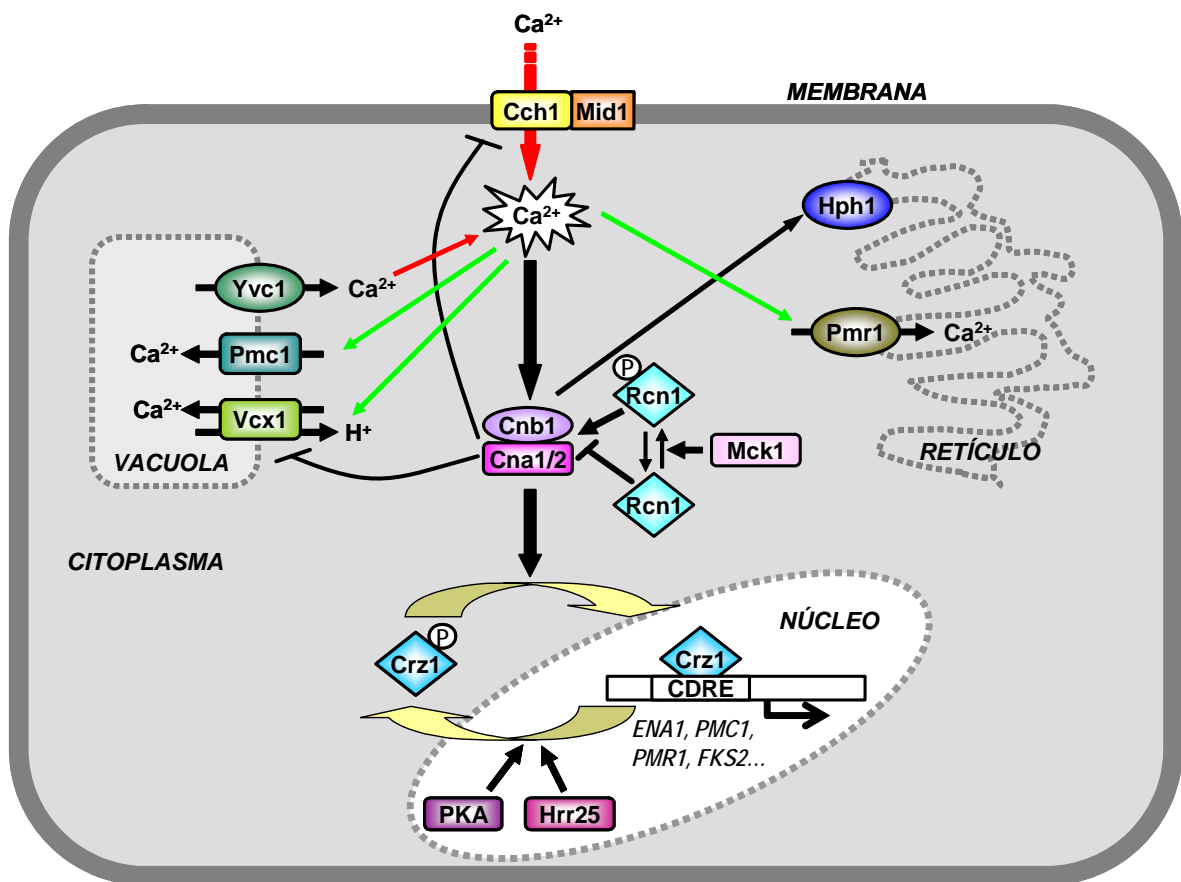 Ca²⁺
MEMBRANA
Cch1 Mid1
Ca²⁺
Hph1
Yvc1 Ca²⁺
Ca²⁺ Pmc1
Pmr1 Ca²⁺
Ca²⁺ Vcx1 H⁺
VACUOLA
P
Rcn1
Cnb1
Cna1/2
Mck1
RETÍCULO
Rcn1
CITOPLASMA
NÚCLEO
P
Crz1
Crz1
CDRE
ENA1, PMC1,
PMR1, FKS2...
PKA Hrr25